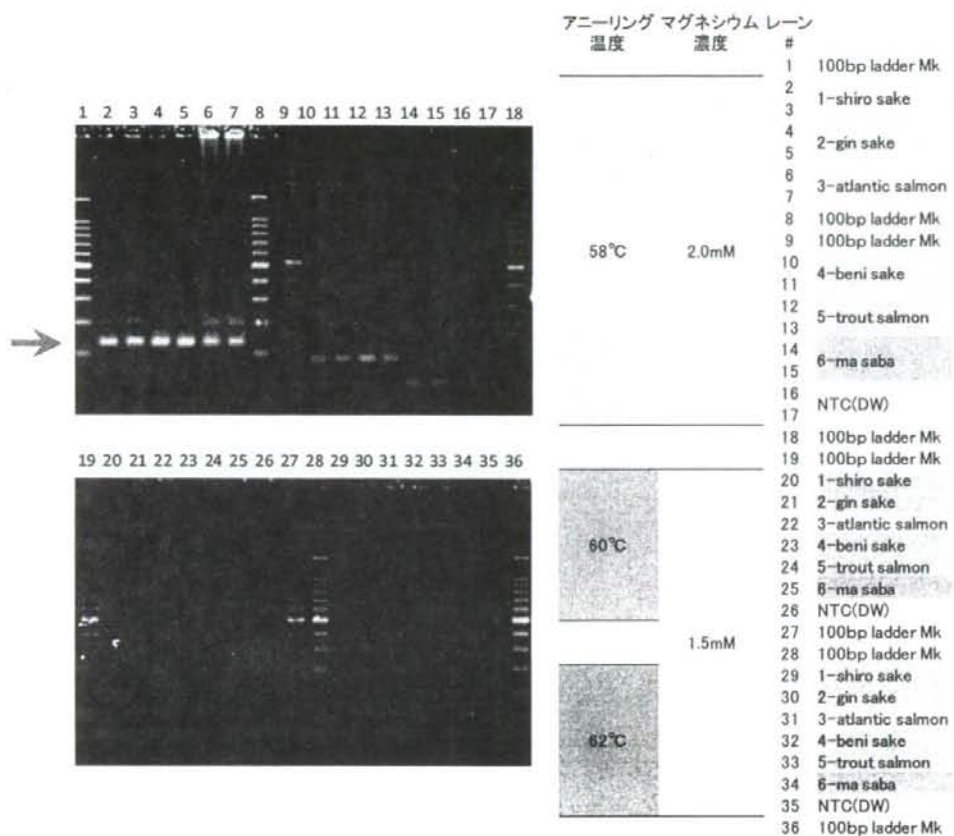 アニーリング マグネシウム レーン
温度 濃度 #
1 100bp ladder Mk
2
1-shiro sake
3
4
2-gin sake
5
6
3-atlantic salmon
7
8 100bp ladder Mk
9 100bp ladder Mk
58℃ 2.0mM
10
4-beni sake
11
12
5-trout salmon
13
14
6-ma saba
15
16
NTC(DW)
17
18 100bp ladder Mk
19 100bp ladder Mk
20 1-shiro sake
21 2-gin sake
22 3-atlantic salmon
60℃ 23 4-beni sake
24 5-trout salmon
25 6-ma saba
26 NTC(DW)
27 100bp ladder Mk
1.5mM
28 100bp ladder Mk
29 1-shiro sake
30 2-gin sake
31 3-atlantic salmon
62℃ 32 4-beni sake
33 5-trout salmon
34 6-ma saba
35 NTC(DW)
36 100bp ladder Mk
1 2 3 4 5 6 7 8 9 10 11 12 13 14 15 16 17 18
19 20 21 22 23 24 25 26 27 28 29 30 31 32 33 34 35 36